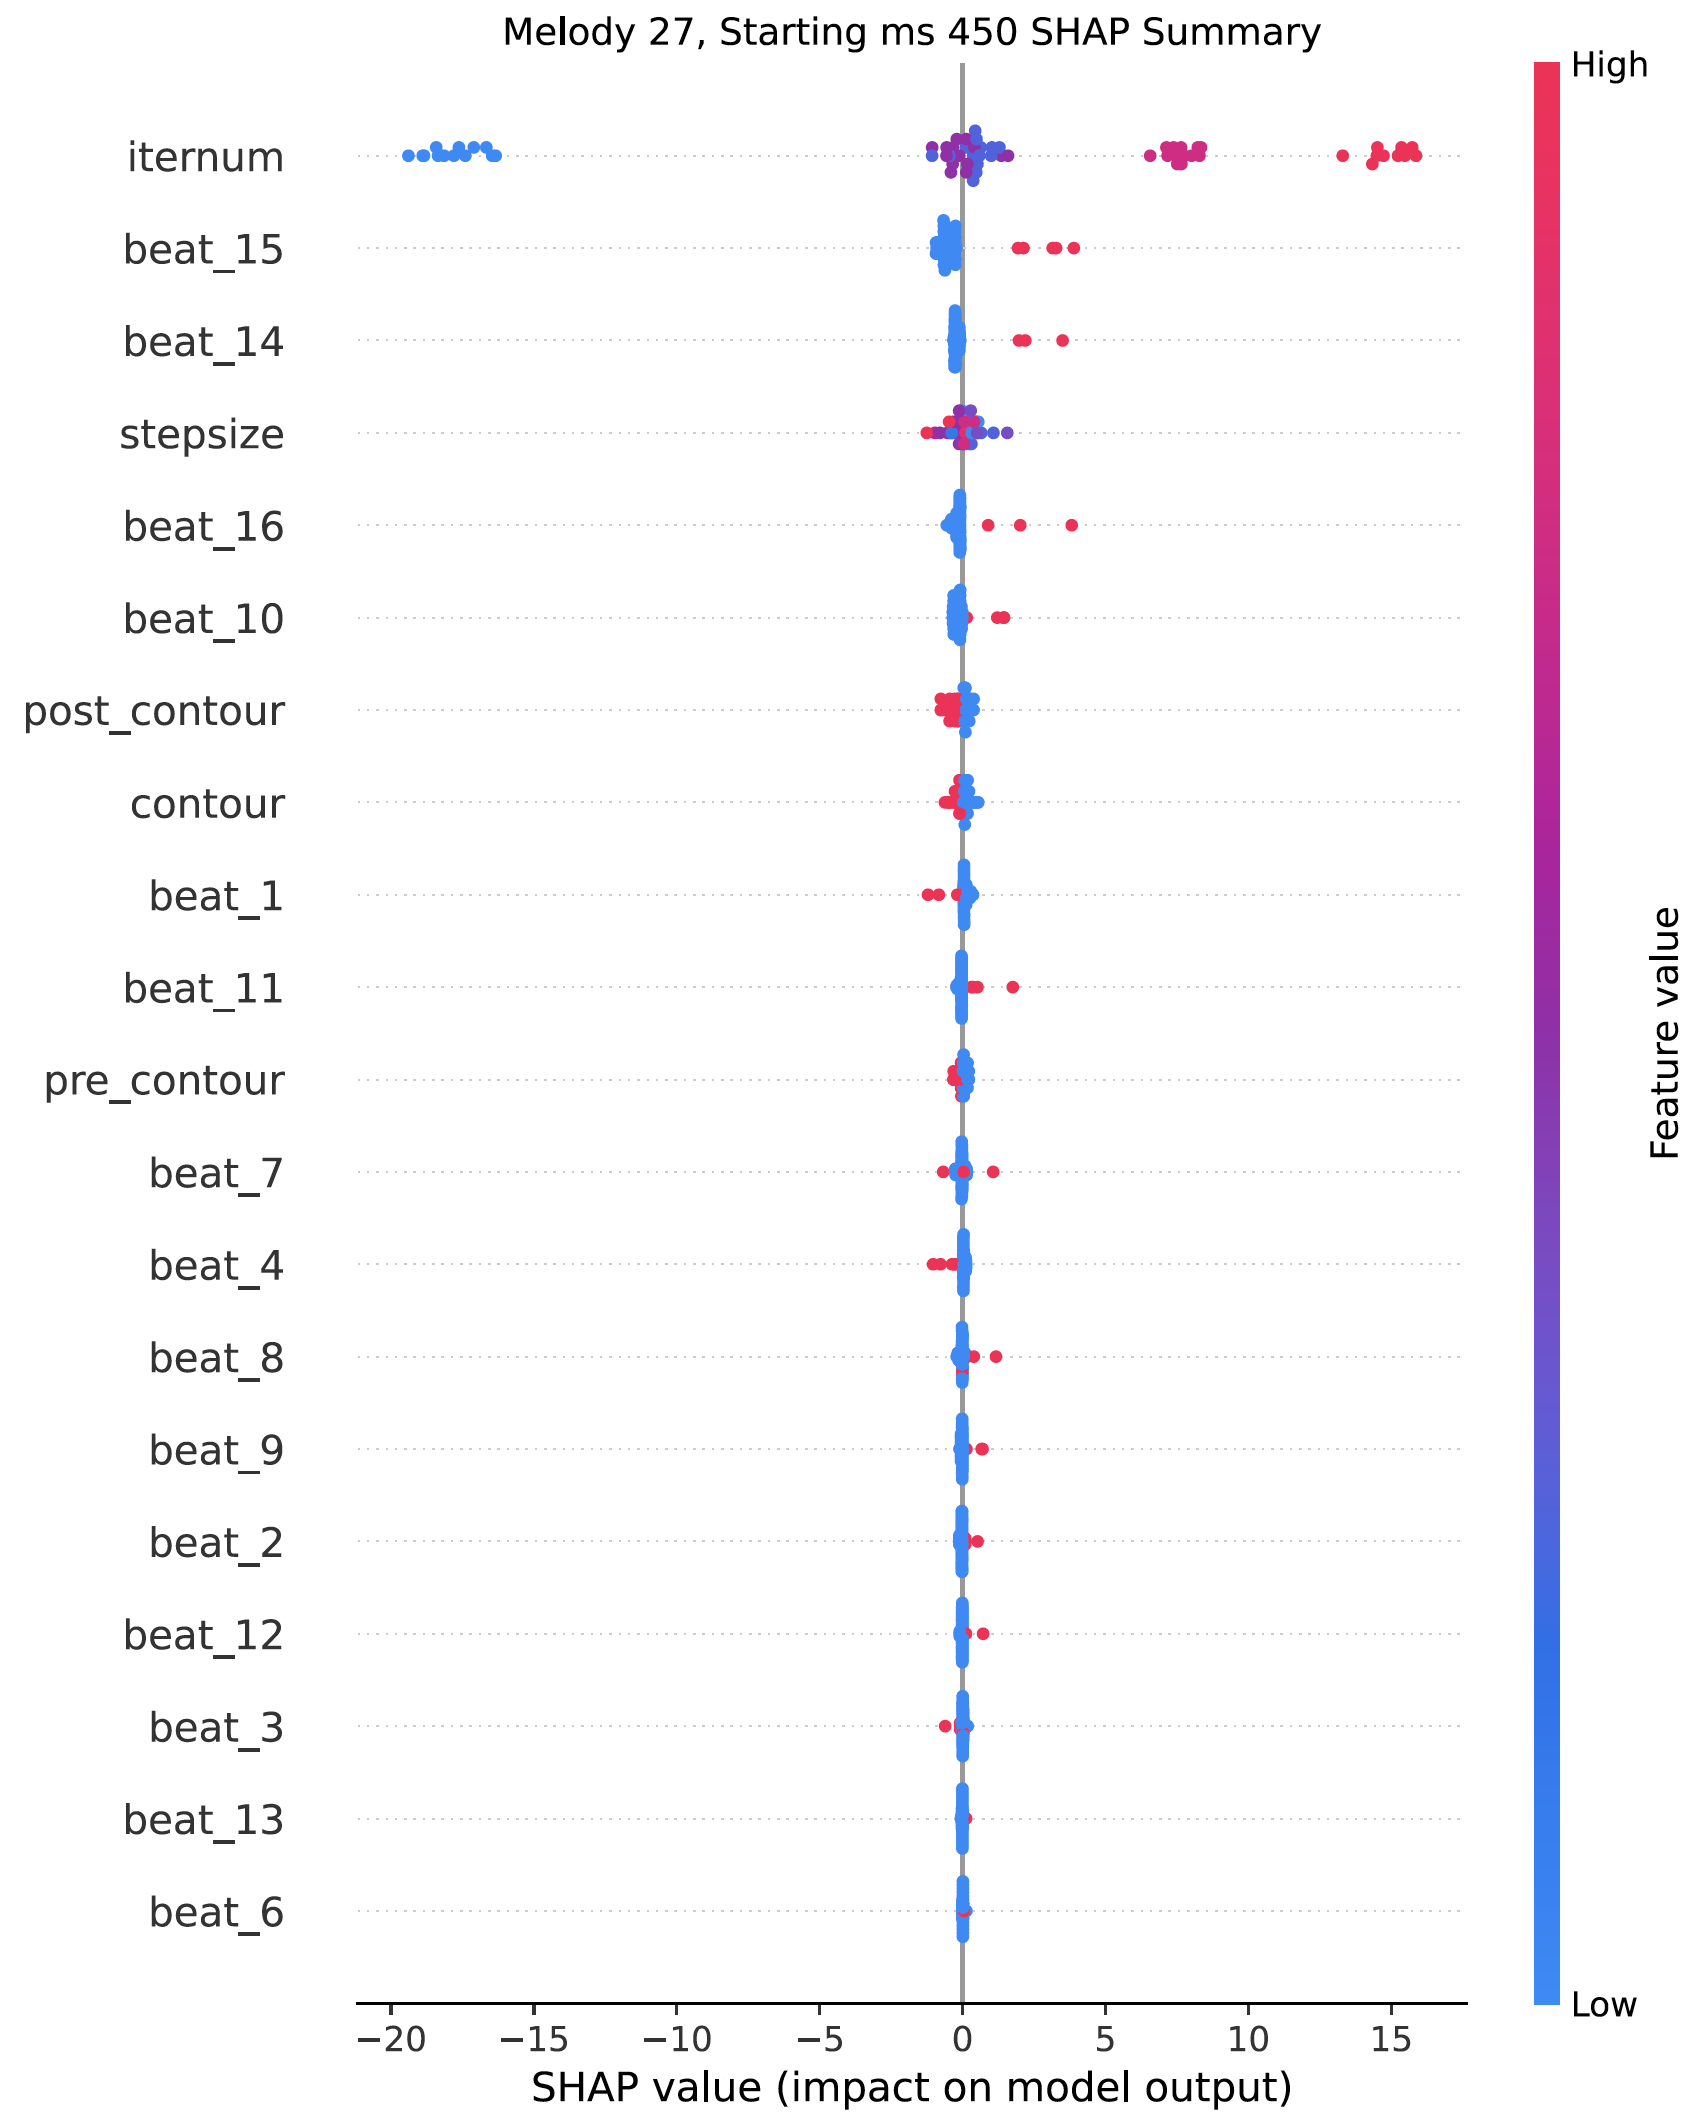 Melody 27, Starting ms 450 SHAP Summary
High
iternum
beat_15
beat_14
stepsize
beat_16
beat_10
post_contour
contour
beat_1
beat_11
pre_contour
beat_7
beat_4
beat_8
beat_9
beat_2
beat_12
beat_3
beat_13
beat_6
Feature value
Low
−20 −15 −10 −5 0 5 10 15
SHAP value (impact on model output)